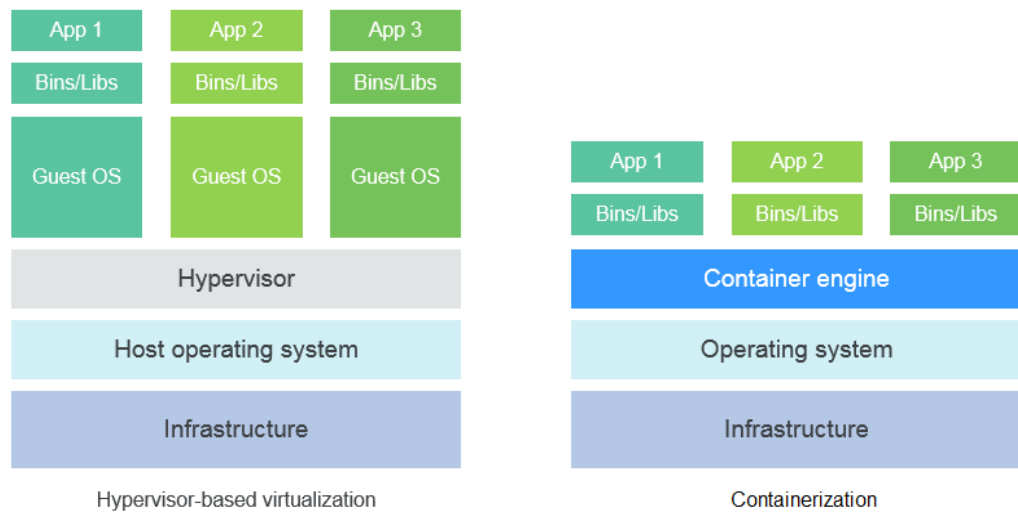 App 1
App 2
App 3
Bins/Libs
Bins/Libs
Bins/Libs
Guest OS
Guest OS
Guest OS
Hypervisor
Host operating system
Infrastructure
Hypervisor-based virtualization
App 1
App 2
App 3
Bins/Libs
Bins/Libs
Bins/Libs
Container engine
Operating system
Infrastructure
Containerization